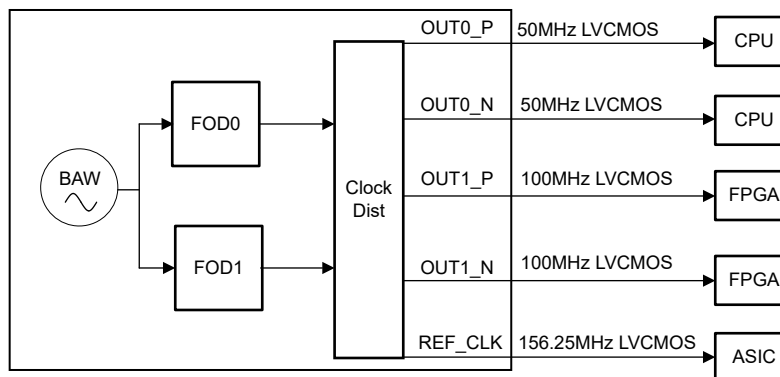 OUT0_P 50MHz LVCMOS
CPU
FOD0
OUT0_N 50MHz LVCMOS
CPU
BAW
Clock
Dist
OUT1_P 100MHz LVCMOS
FPGA
FOD1
OUT1_N 100MHz LVCMOS
FPGA
REF_CLK 156.25MHz LVCMOS
ASIC